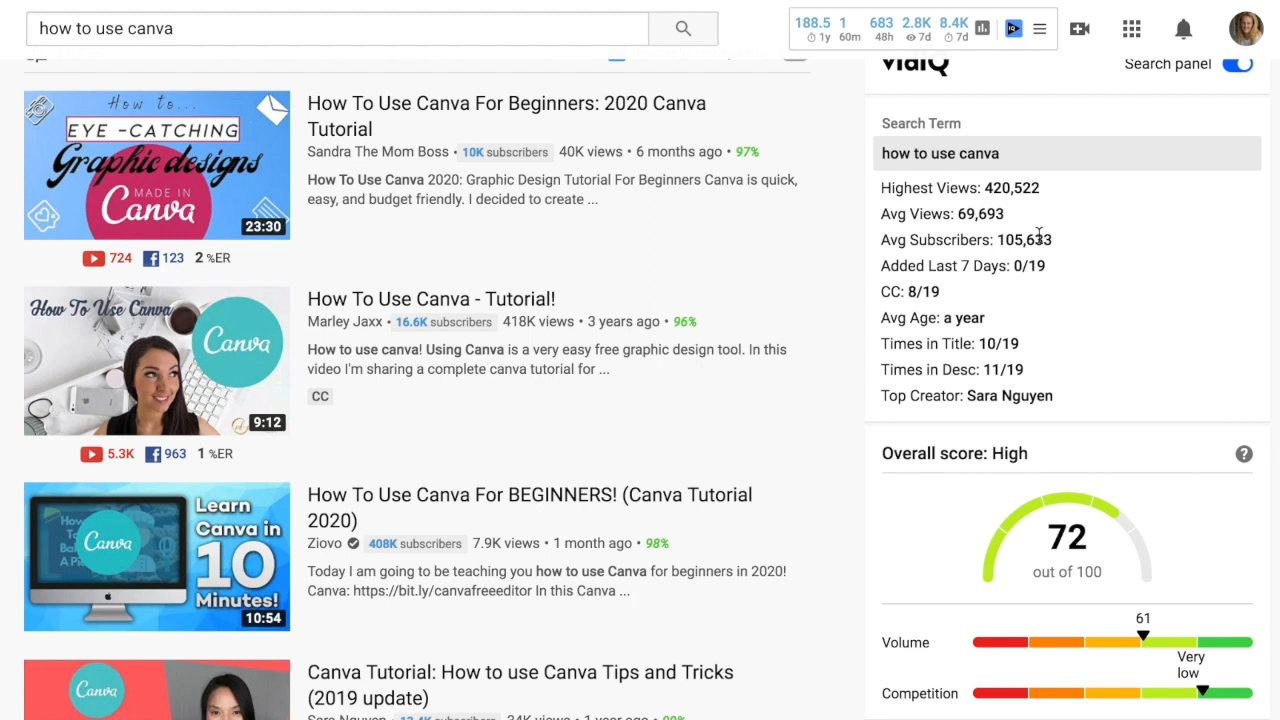 how to use canva
188.5 1 683 2.8K 8.4K
1y 60m 48h 7d 7d
vidIQ
Search panel
How to...
EYE-CATCHING
Graphic designs
MADE IN
Canva
23:30
724 123 2 %ER
How To Use Canva For Beginners: 2020 Canva
Tutorial
Sandra The Mom Boss • 10K subscribers 40K views • 6 months ago • 97%
How To Use Canva 2020: Graphic Design Tutorial For Beginners Canva is quick,
easy, and budget friendly. I decided to create ...
How To Use Canva
Canva
9:12
5.3K 963 1 %ER
How To Use Canva - Tutorial!
Marley Jaxx • 16.6K subscribers 418K views • 3 years ago • 96%
How to use canva! Using Canva is a very easy free graphic design tool. In this
video I'm sharing a complete canva tutorial for ...
CC
Canva
Learn
Canva in
10
Minutes!
10:54
How To Use Canva For BEGINNERS! (Canva Tutorial
2020)
Ziovo 408K subscribers 7.9K views • 1 month ago • 98%
Today I am going to be teaching you how to use Canva for beginners in 2020!
Canva: https://bit.ly/canvafreeeditor In this Canva ...
Canva
Canva Tutorial: How to use Canva Tips and Tricks
(2019 update)
Sara Nguyen • 12.4K subscribers 34K views • 1 year ago • 99%
Search Term
how to use canva
Highest Views: 420,522
Avg Views: 69,693
Avg Subscribers: 105,633
Added Last 7 Days: 0/19
CC: 8/19
Avg Age: a year
Times in Title: 10/19
Times in Desc: 11/19
Top Creator: Sara Nguyen
Overall score: High
?
72
out of 100
61
Volume
Very
low
Competition